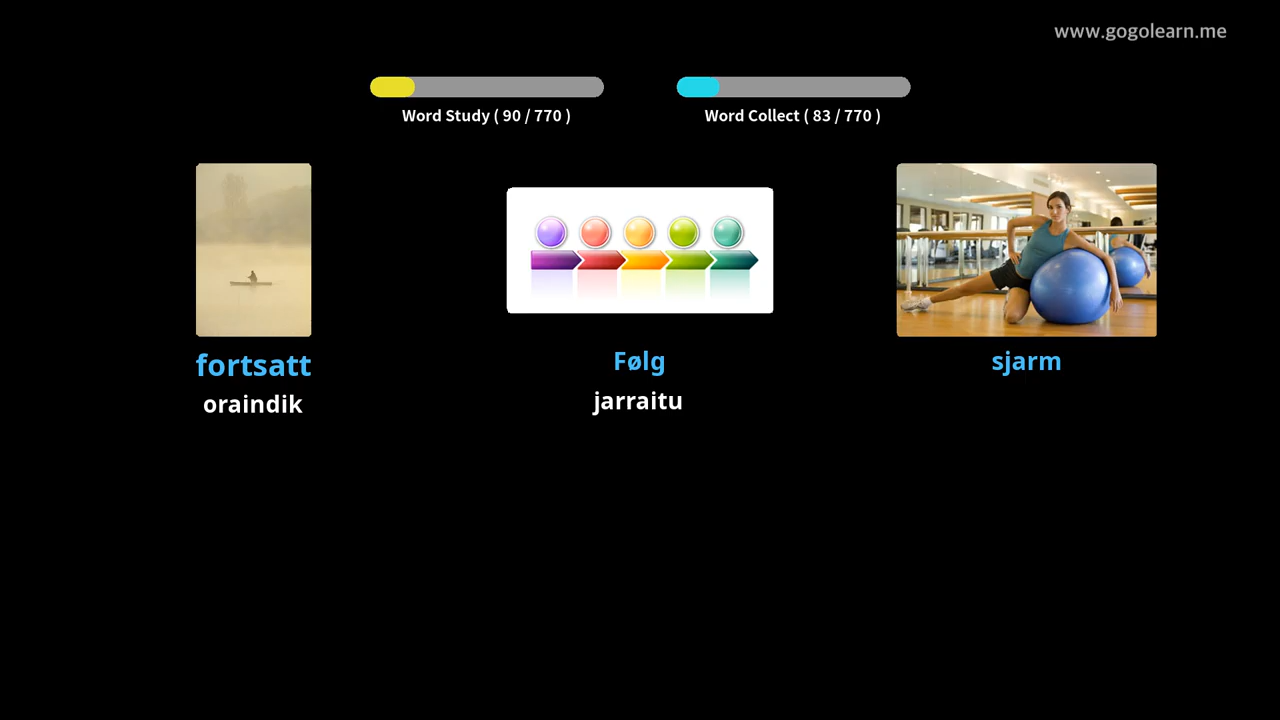 www.gogolearn.me
Word Study ( 90 / 770 )
Word Collect ( 83 / 770 )
fortsatt
oraindik
Følg
jarraitu
sjarm